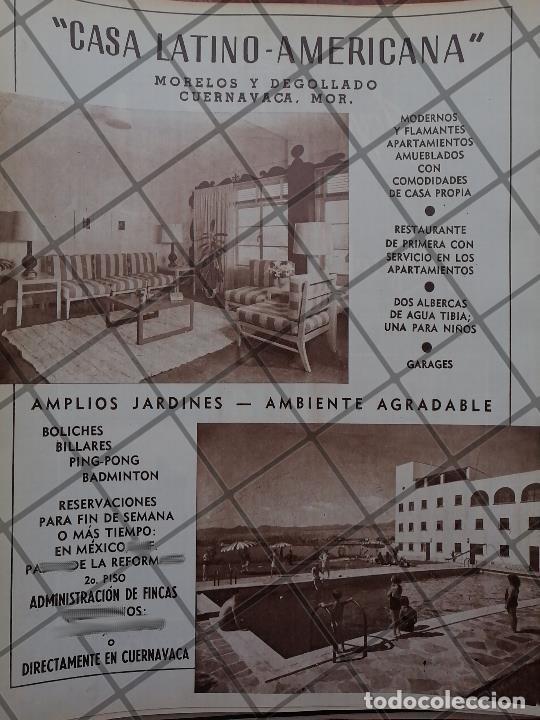 "CASA LATINO-AMERICANA"
MORELOS Y DEGOLLADO
CUERNAVACA, MOR.
MODERNOS
Y FLAMANTES
APARTAMIENTOS
AMUEBLADOS
CON
COMODIDADES
DE CASA PROPIA
RESTAURANTE
DE PRIMERA CON
SERVICIO EN LOS
APARTAMIENTOS
DOS ALBERCAS
DE AGUA TIBIA;
UNA PARA NIÑOS
GARAGES
AMPLIOS JARDINES — AMBIENTE AGRADABLE
BOLICHES
BILLARES
PING-PONG
BADMINTON
RESERVACIONES
PARA FIN DE SEMANA
O MÁS TIEMPO:
EN MÉXICO
DE LA
2o. PISO
ADMINISTRACIÓN DE FINCAS
o
DIRECTAMENTE EN CUERNAVACA
todocoleccion.net